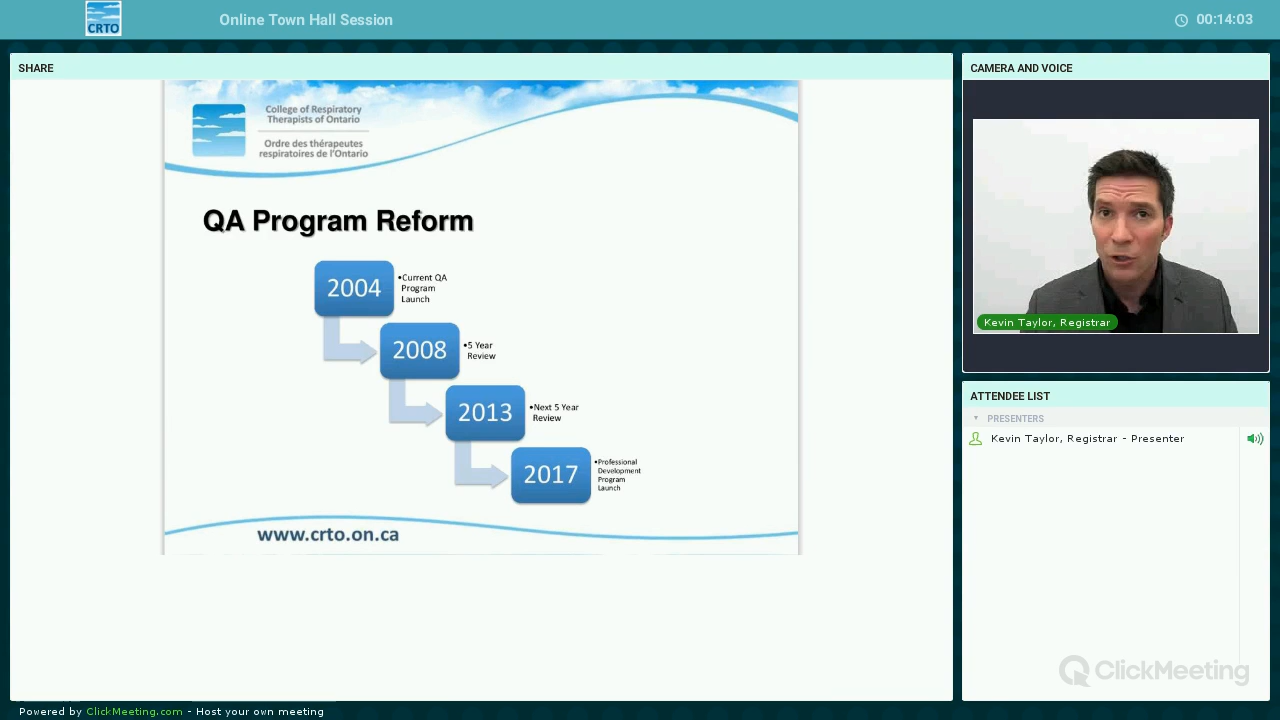 CRTO
Online Town Hall Session
00:14:03
SHARE
College of Respiratory
Therapists of Ontario
Ordre des thérapeutes
respiratoires de l'Ontario
QA Program Reform
2004
•Current QA
Program
Launch
2008
•5 Year
Review
2013
•Next 5 Year
Review
2017
•Professional
Development
Program
Launch
www.crto.on.ca
CAMERA AND VOICE
Kevin Taylor, Registrar
ATTENDEE LIST
PRESENTERS
Kevin Taylor, Registrar - Presenter
ClickMeeting
Powered by ClickMeeting.com - Host your own meeting